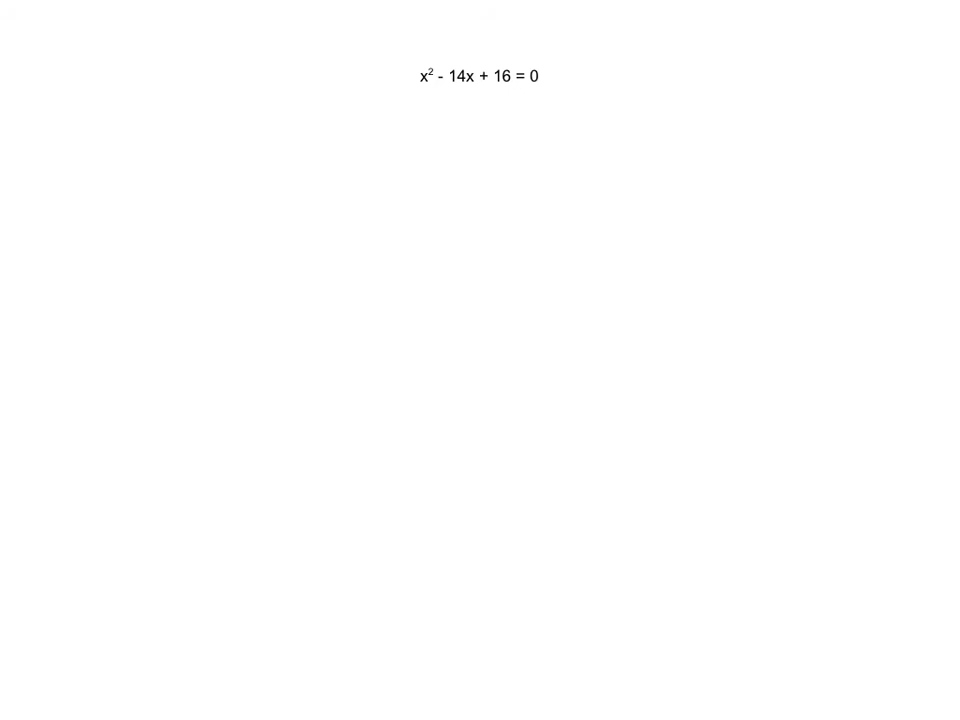 x² - 14x + 16 = 0